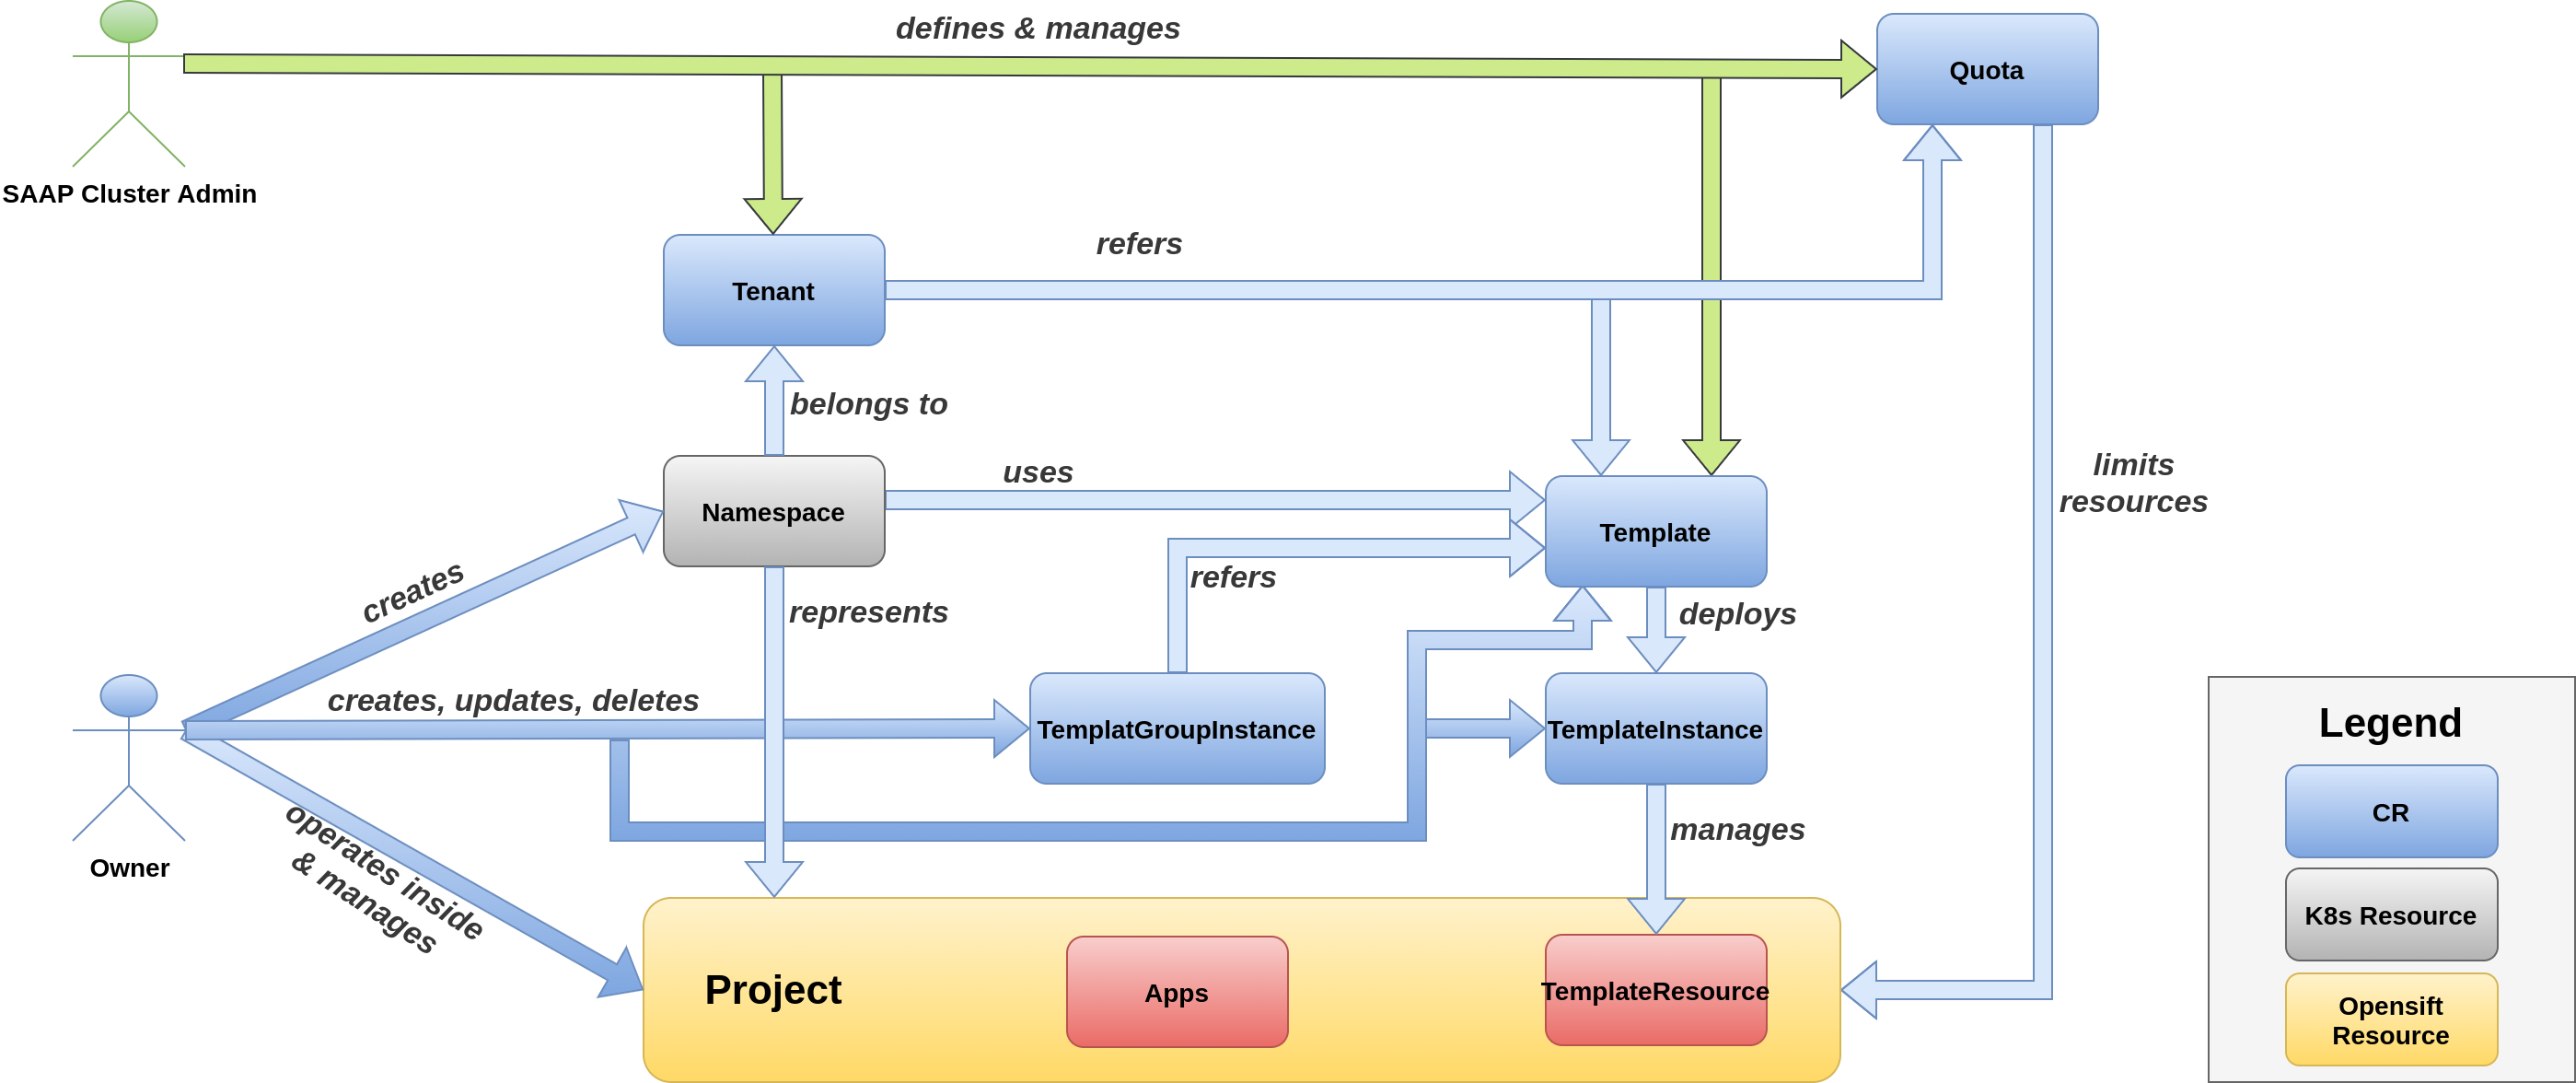 defines & manages
Quota
SAAP Cluster Admin
refers
Tenant
belongs to
limits
resources
uses
Namespace
Template
creates
refers
represents
deploys
creates, updates, deletes
TemplatGroupInstance
TemplateInstance
Legend
CR
Owner
operates inside
& manages
manages
K8s Resource
Project
Apps
TemplateResource
Opensift
Resource